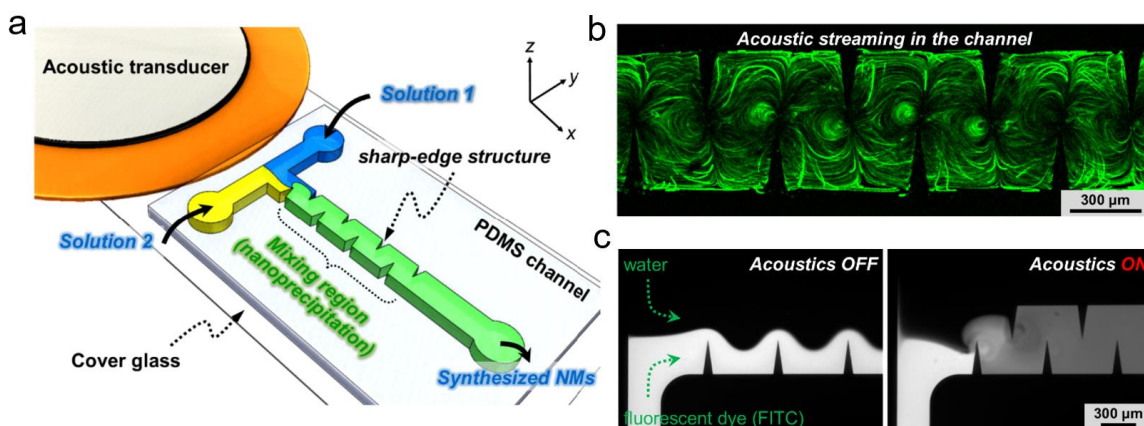 a
Acoustic transducer
Solution 1
z
y
x
sharp-edge structure
Solution 2
PDMS channel
Mixing region
(nanoprecipitation)
Cover glass
Synthesized NMs
b
Acoustic streaming in the channel
300 µm
c
water
Acoustics OFF
fluorescent dye (FITC)
Acoustics ON
300 µm